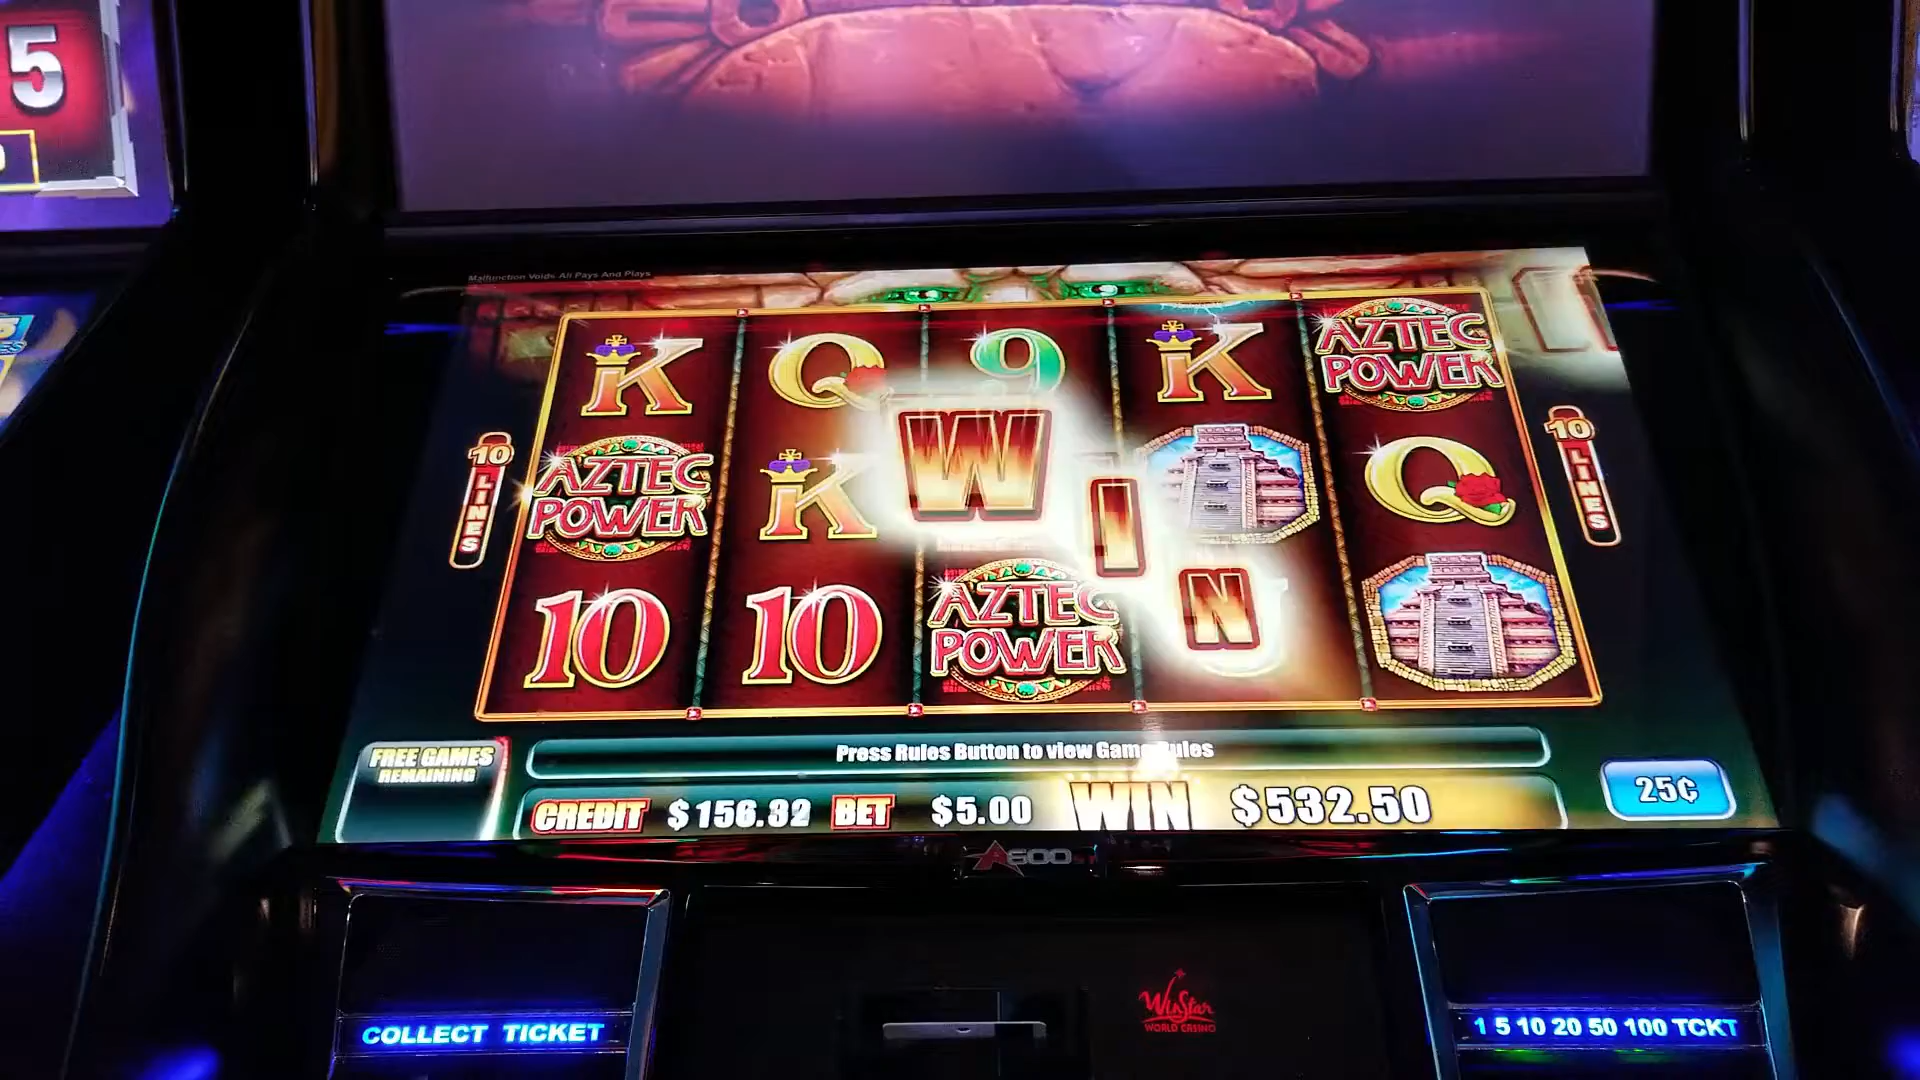 5
Malfunction Voids All Pays And Plays
K Q 9 K AZTEC POWER
10 LINES
AZTEC POWER K W Q
10 LINES
I
N
10 10 AZTEC POWER
FREE GAMES REMAINING
Press Rules Button to view Game Rules
CREDIT $156.32 BET $5.00 WIN $532.50
25¢
A600
WinStar
WORLD CASINO
COLLECT TICKET
1 5 10 20 50 100 TCKT